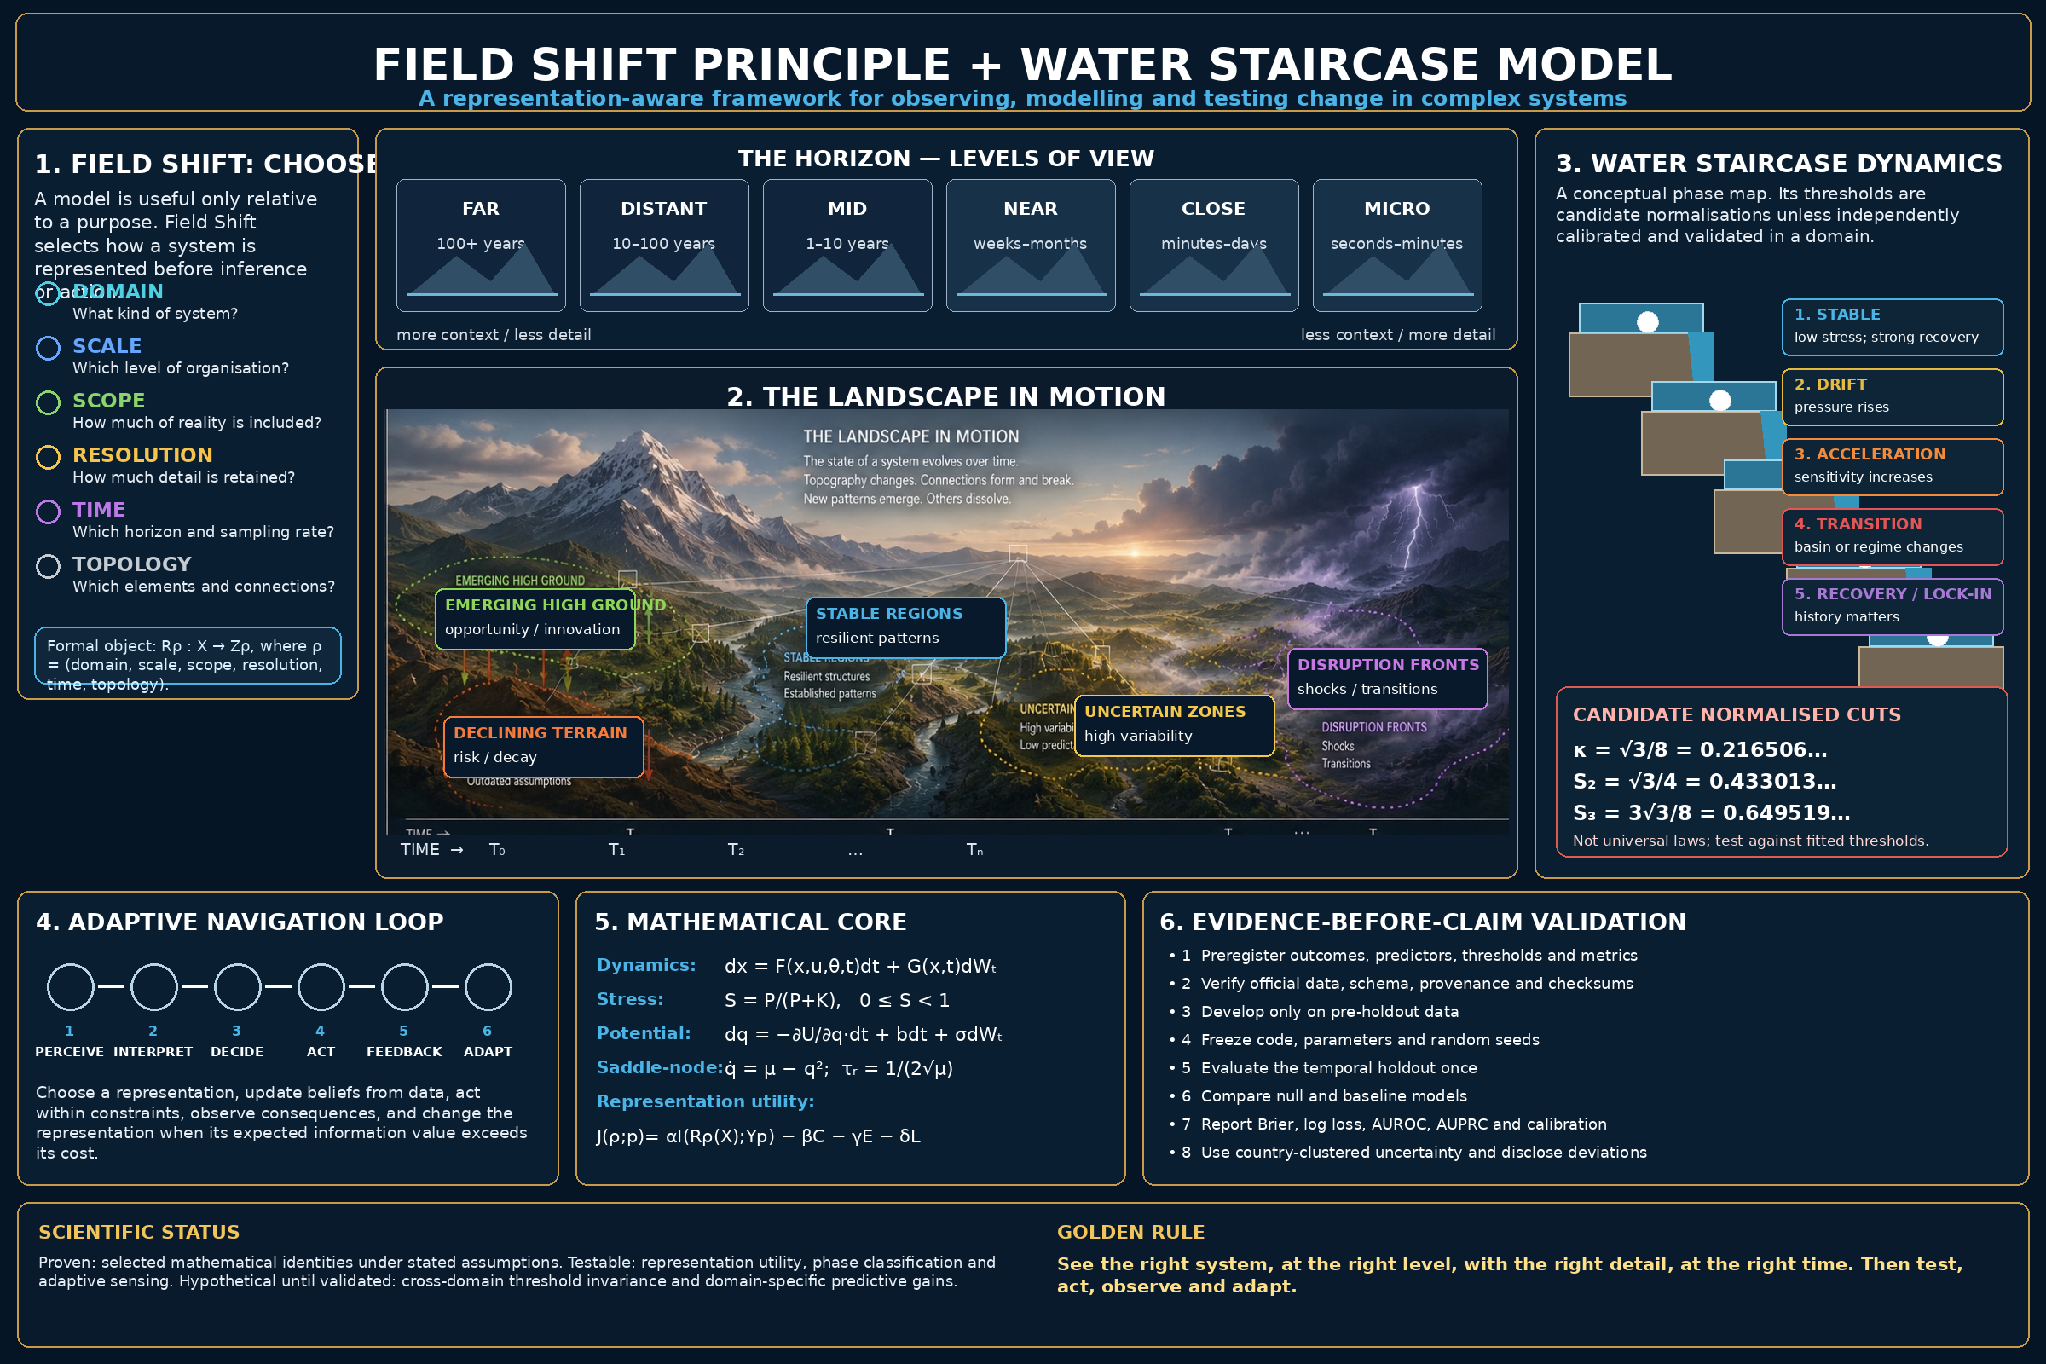 FIELD SHIFT PRINCIPLE + WATER STAIRCASE MODEL
A representation-aware framework for observing, modelling and testing change in complex systems
1. FIELD SHIFT: CHOOSE
A model is useful only relative
to a purpose. Field Shift
selects how a system is
represented before inference
or
DOMAIN
What kind of system?
SCALE
Which level of organisation?
SCOPE
How much of reality is included?
RESOLUTION
How much detail is retained?
TIME
Which horizon and sampling rate?
TOPOLOGY
Which elements and connections?
Formal object: Rρ : X → Zρ, where ρ
= (domain, scale, scope, resolution,
time, topology).
THE HORIZON — LEVELS OF VIEW
FAR
100+ years
DISTANT
10–100 years
MID
1–10 years
NEAR
weeks–months
CLOSE
minutes–days
MICRO
seconds–minutes
more context / less detail
less context / more detail
2. THE LANDSCAPE IN MOTION
THE LANDSCAPE IN MOTION
The state of a system evolves over time.
Topography changes. Connections form and break.
New patterns emerge. Others dissolve.
EMERGING HIGH GROUND
EMERGING HIGH GROUND
opportunity / innovation
STABLE REGIONS
resilient patterns
STABLE REGIONS
Resilient structures
Established patterns
DISRUPTION FRONTS
shocks / transitions
UNCERTAIN
High
Low
UNCERTAIN ZONES
high variability
DISRUPTION FRONTS
Shocks
Transitions
DECLINING TERRAIN
risk / decay
Outdated assumptions
TIME → T₀ T₁ T₂ ... Tₙ
3. WATER STAIRCASE DYNAMICS
A conceptual phase map. Its thresholds are
candidate normalisations unless independently
calibrated and validated in a domain.
1. STABLE
low stress; strong recovery
2. DRIFT
pressure rises
3. ACCELERATION
sensitivity increases
4. TRANSITION
basin or regime changes
5. RECOVERY / LOCK-IN
history matters
CANDIDATE NORMALISED CUTS
κ = √3/8 = 0.216506...
S₂ = √3/4 = 0.433013...
S₃ = 3√3/8 = 0.649519...
Not universal laws; test against fitted thresholds.
4. ADAPTIVE NAVIGATION LOOP
1 2 3 4 5 6
PERCEIVE INTERPRET DECIDE ACT FEEDBACK ADAPT
Choose a representation, update beliefs from data, act
within constraints, observe consequences, and change the
representation when its expected information value exceeds
its cost.
5. MATHEMATICAL CORE
Dynamics: dx = F(x,u,θ,t)dt + G(x,t)dWₜ
Stress: S = P/(P+K), 0 ≤ S < 1
Potential: dq = −∂U/∂q·dt + bdt + σdWₜ
Saddle-node: q̇ = μ − q²; τᵣ = 1/(2√μ)
Representation utility:
J(ρ;p)= αI(Rρ(X);Yp) − βC − γE − δL
6. EVIDENCE-BEFORE-CLAIM VALIDATION
• 1 Preregister outcomes, predictors, thresholds and metrics
• 2 Verify official data, schema, provenance and checksums
• 3 Develop only on pre-holdout data
• 4 Freeze code, parameters and random seeds
• 5 Evaluate the temporal holdout once
• 6 Compare null and baseline models
• 7 Report Brier, log loss, AUROC, AUPRC and calibration
• 8 Use country-clustered uncertainty and disclose deviations
SCIENTIFIC STATUS
Proven: selected mathematical identities under stated assumptions. Testable: representation utility, phase classification and
adaptive sensing. Hypothetical until validated: cross-domain threshold invariance and domain-specific predictive gains.
GOLDEN RULE
See the right system, at the right level, with the right detail, at the right time. Then test,
act, observe and adapt.